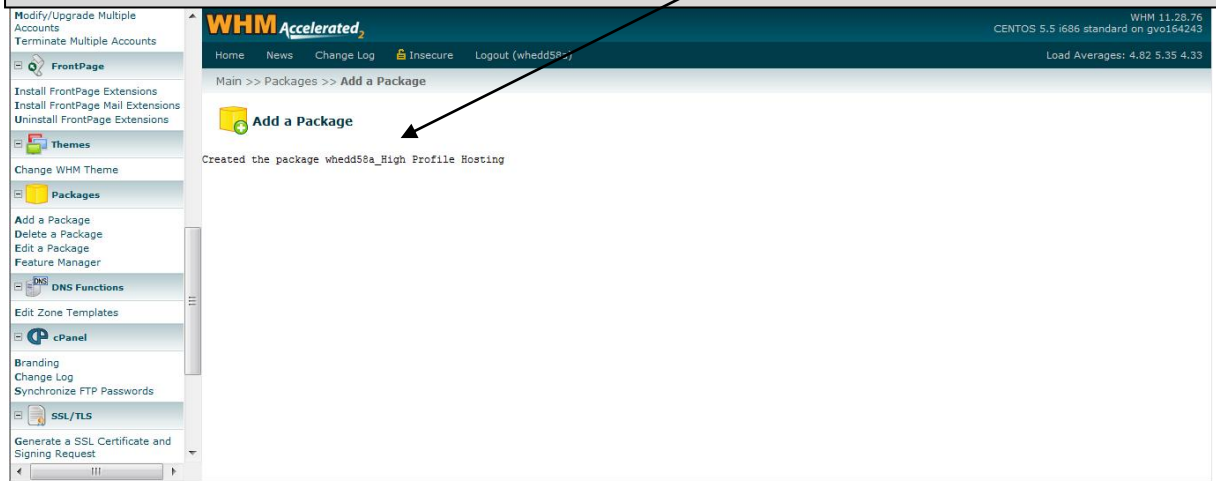 Modify/Upgrade Multiple
Accounts
Terminate Multiple Accounts
FrontPage
Install FrontPage Extensions
Install FrontPage Mail Extensions
Uninstall FrontPage Extensions
Themes
Change WHM Theme
Packages
Add a Package
Delete a Package
Edit a Package
Feature Manager
DNS
DNS Functions
Edit Zone Templates
cPanel
Branding
Change Log
Synchronize FTP Passwords
SSL/TLS
Generate a SSL Certificate and
Signing Request
WHM Accelerated2
WHM 11.28.76
CENTOS 5.5 i686 standard on gvo164243
Home News Change Log Insecure Logout (whedd58a)
Load Averages: 4.82 5.35 4.33
Main >> Packages >> Add a Package
Add a Package
Created the package whedd58a_High Profile Hosting